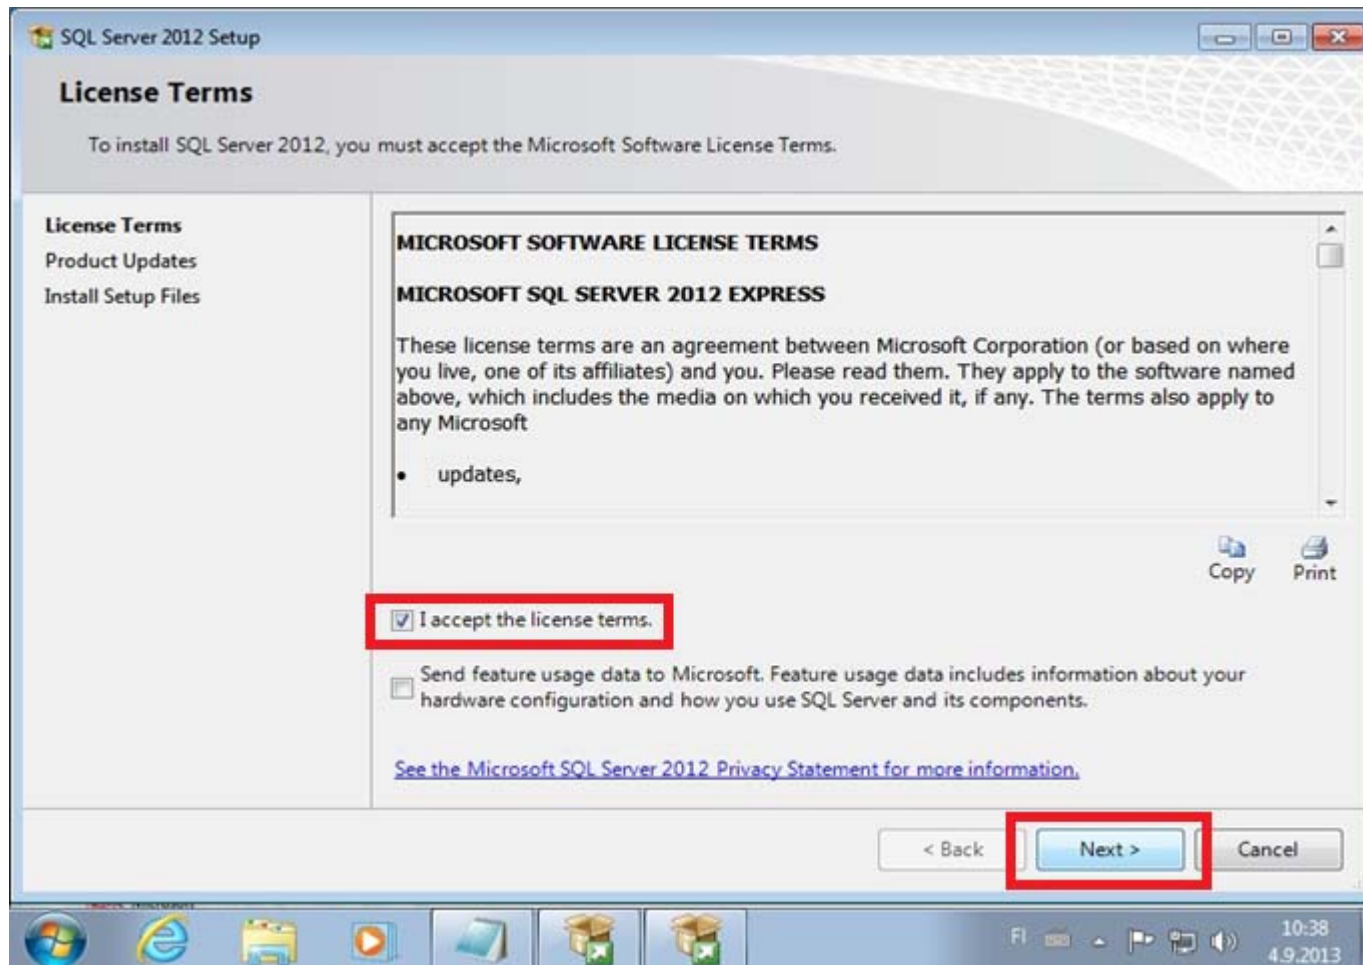 SQL Server 2012 Setup
License Terms
To install SQL Server 2012, you must accept the Microsoft Software License Terms.
License Terms
Product Updates
Install Setup Files
MICROSOFT SOFTWARE LICENSE TERMS
MICROSOFT SQL SERVER 2012 EXPRESS
These license terms are an agreement between Microsoft Corporation (or based on where
you live, one of its affiliates) and you. Please read them. They apply to the software named
above, which includes the media on which you received it, if any. The terms also apply to
any Microsoft
• updates,
Copy Print
I accept the license terms.
Send feature usage data to Microsoft. Feature usage data includes information about your
hardware configuration and how you use SQL Server and its components.
See the Microsoft SQL Server 2012 Privacy Statement for more information.
< Back Next > Cancel
FI
10:38
4.9.2013